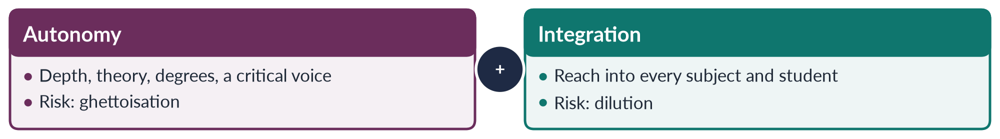 Autonomy
• Depth, theory, degrees, a critical voice
• Risk: ghettoisation
+
Integration
• Reach into every subject and student
• Risk: dilution